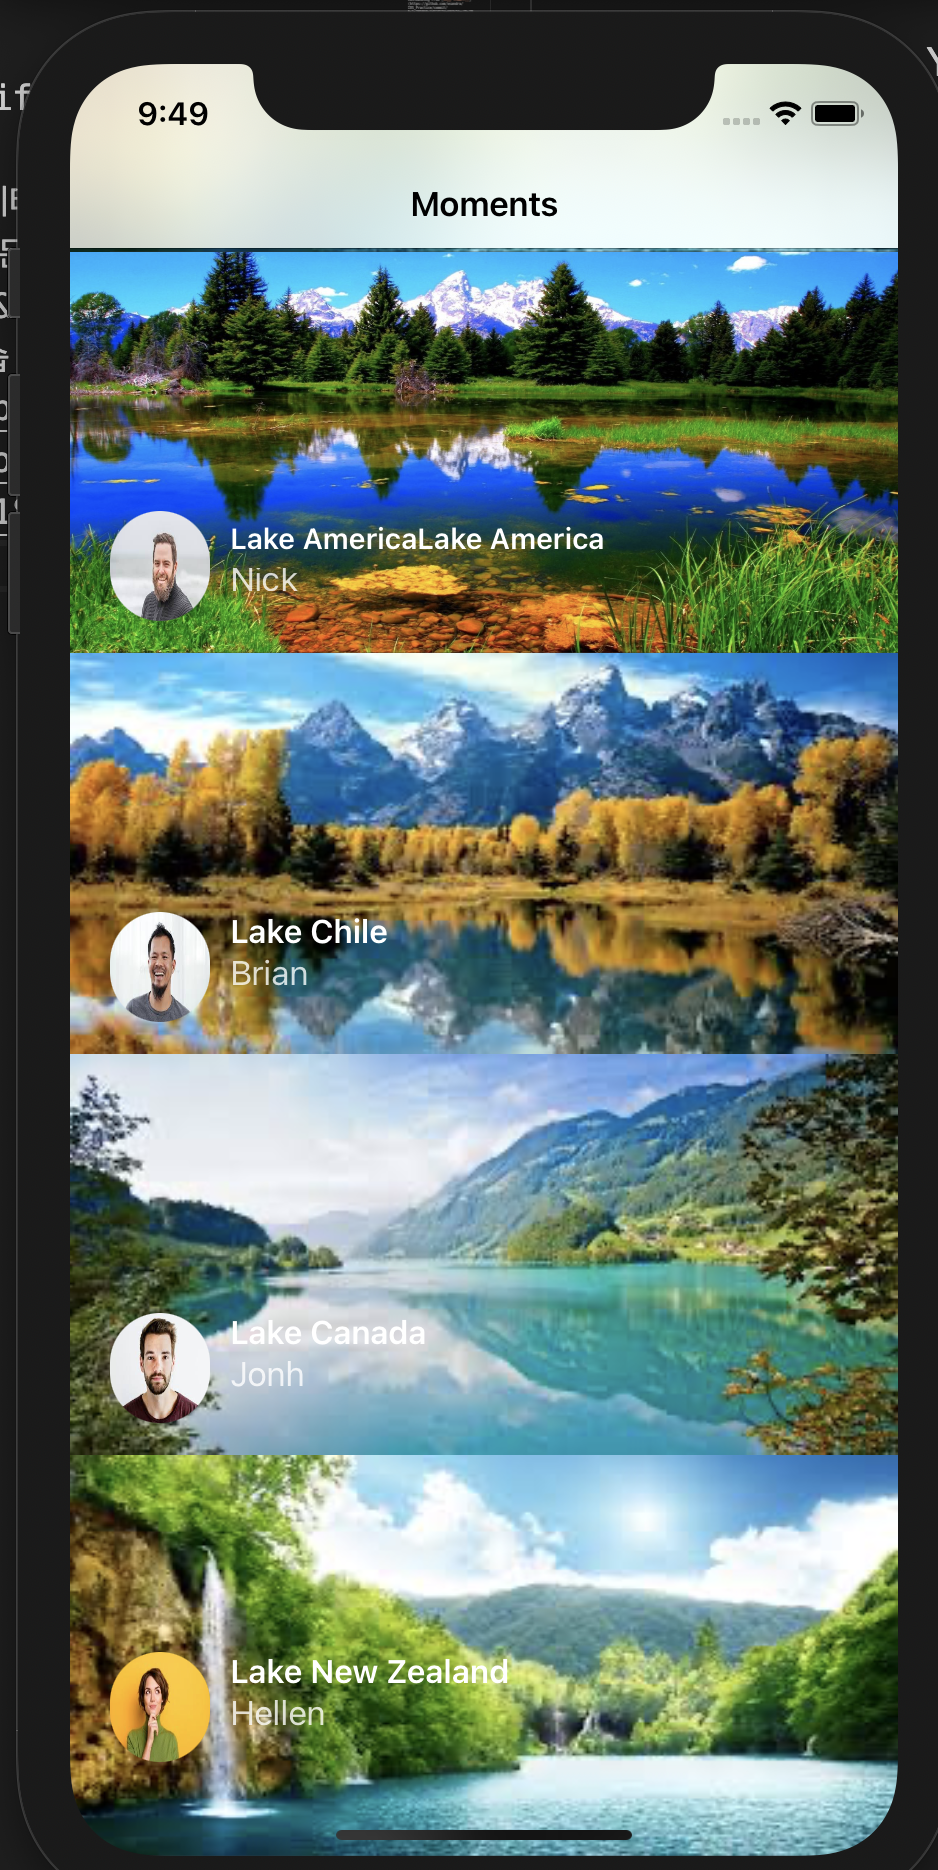 9:49
Moments
Lake AmericaLake America
Nick
Lake Chile
Brian
Lake Canada
Jonh
Lake New Zealand
Hellen